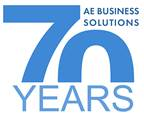 AE BUSINESS
SOLUTIONS
70
YEARS